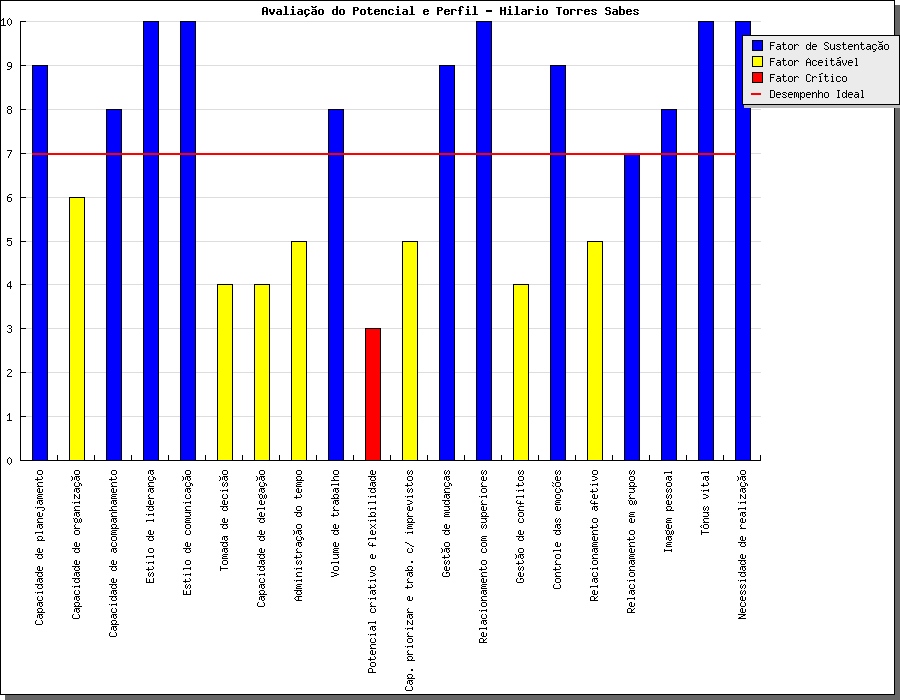 Avaliação do Potencial e Perfil - Hilario Torres Sabes
10
9
8
7
6
5
4
3
2
1
0
Fator de Sustentação
Fator Aceitável
Fator Crítico
Desempenho Ideal
Capacidade de planejamento
Capacidade de organização
Capacidade de acompanhamento
Estilo de liderança
Estilo de comunicação
Tomada de decisão
Capacidade de delegação
Administração do tempo
Volume de trabalho
Potencial criativo e flexibilidade
Cap. priorizar e trab. c/ imprevistos
Gestão de mudanças
Relacionamento com superiores
Gestão de conflitos
Controle das emoções
Relacionamento afetivo
Relacionamento em grupos
Imagem pessoal
Tônus vital
Necessidade de realização